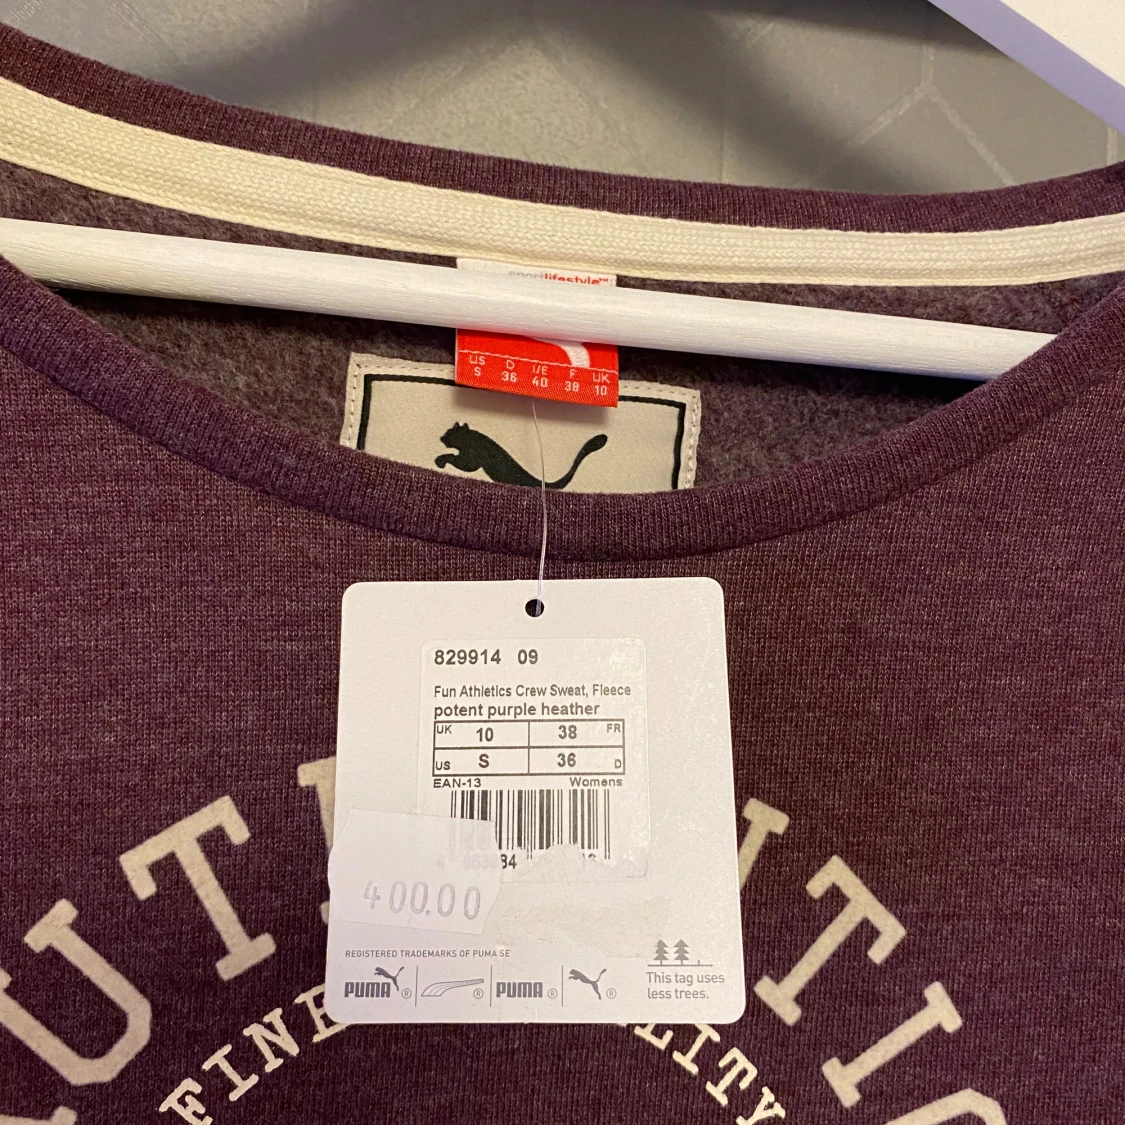 sportlifestyle™
US D I/E F UK
S 36 40 38 10
829914 09
Fun Athletics Crew Sweat, Fleece
potent purple heather
UK 10 38 FR
US S 36 D
EAN-13 Womens
400.00
REGISTERED TRADEMARKS OF PUMA SE
PUMA® ® PUMA® ®
This tag uses
less trees.
FINE